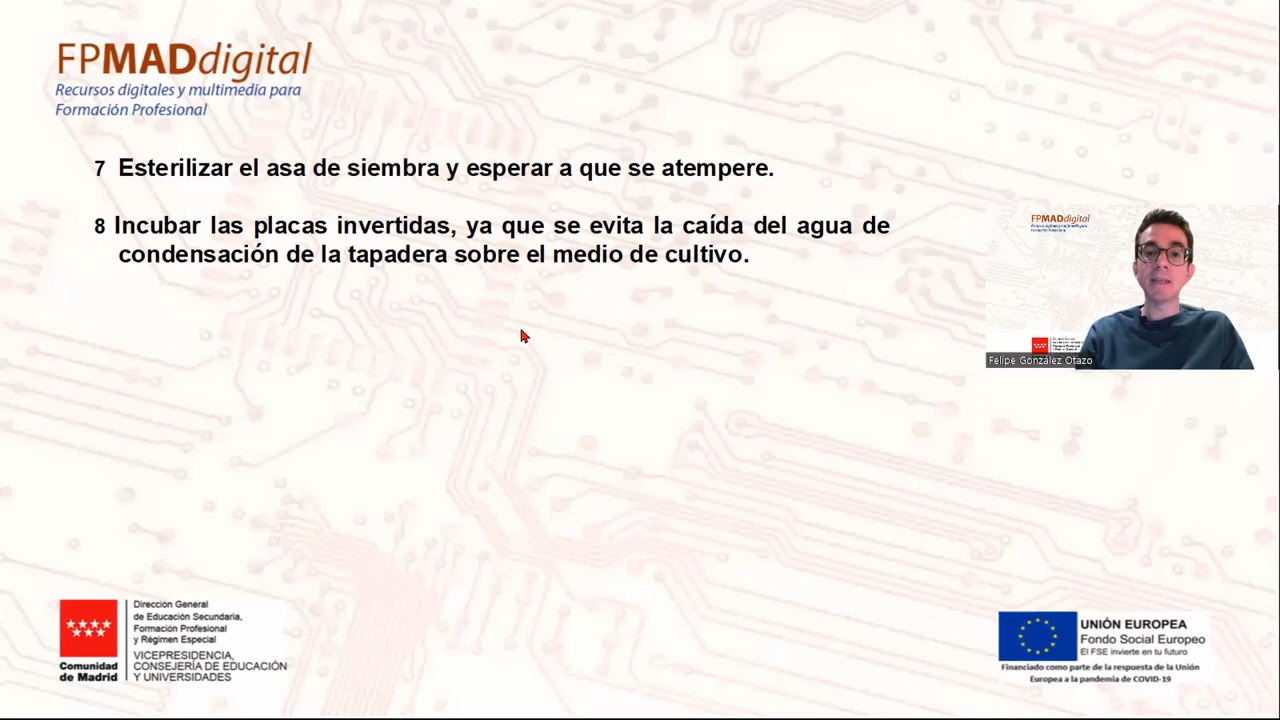 FPMADdigital
Recursos digitales y multimedia para
Formación Profesional
7 Esterilizar el asa de siembra y esperar a que se atempere.
8 Incubar las placas invertidas, ya que se evita la caída del agua de
condensación de la tapadera sobre el medio de cultivo.
FPMADdigital
Felipe González Otazo
Comunidad
de Madrid
Dirección General
de Educación Secundaria,
Formación Profesional
y Régimen Especial
VICEPRESIDENCIA,
CONSEJERÍA DE EDUCACIÓN
Y UNIVERSIDADES
UNIÓN EUROPEA
Fondo Social Europeo
El FSE invierte en tu futuro
Financiado como parte de la respuesta de la Unión
Europea a la pandemia de COVID-19